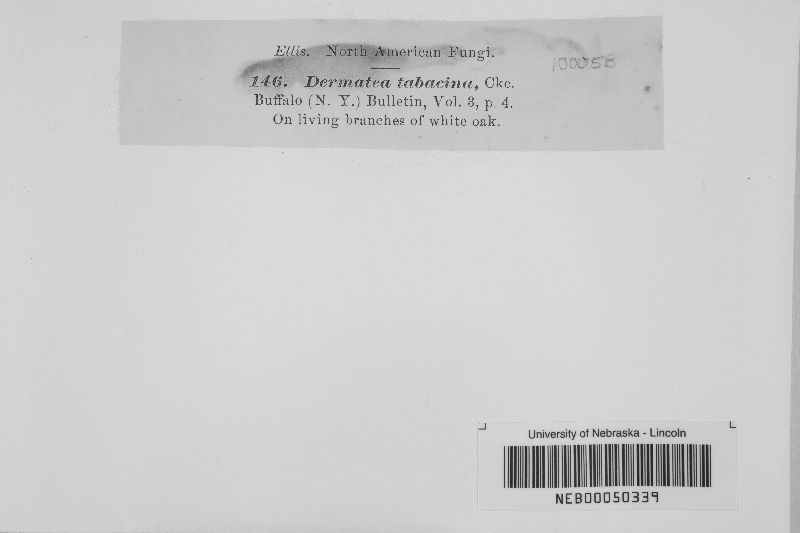 Ellis. North American Fungi.
100058
146. Dermatea tabacina, Cke.
Buffalo (N. Y.) Bulletin, Vol. 3, p. 4.
On living branches of white oak.
University of Nebraska - Lincoln
NEB00050339